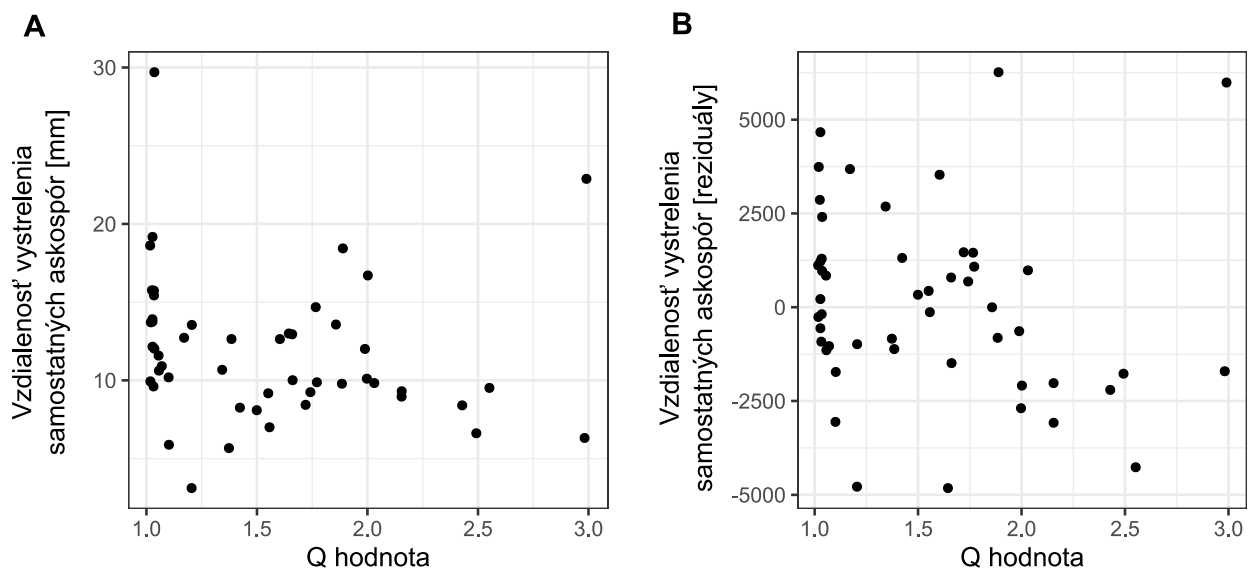 A
Vzdialenosť vystrelenia
samostatných askospór [mm]
30
20
10
1.0 1.5 2.0 2.5 3.0
Q hodnota
B
Vzdialenosť vystrelenia
samostatných askospór [reziduály]
5000
2500
0
-2500
-5000
1.0 1.5 2.0 2.5 3.0
Q hodnota